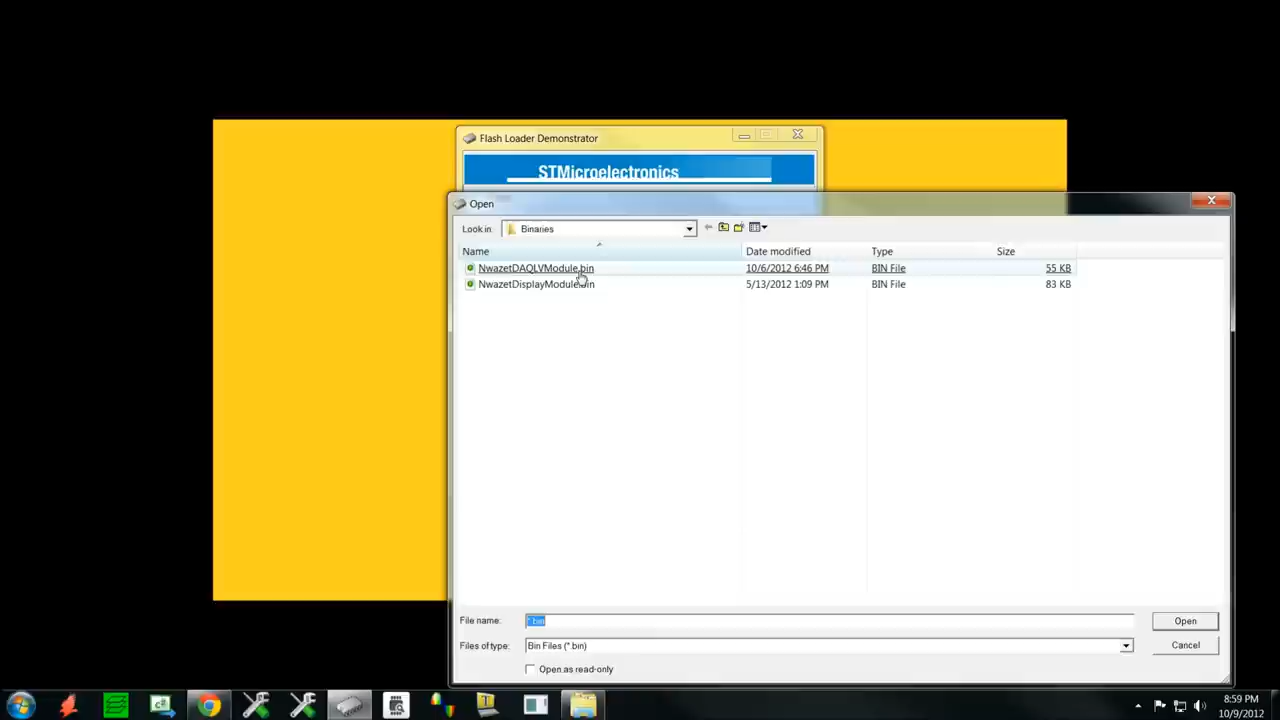 Flash Loader Demonstrator
STMicroelectronics
Open
Look in: Binaries
Name Date modified Type Size
NwazetDAQLVModule.bin 10/6/2012 6:46 PM BIN File 55 KB
NwazetDisplayModule.bin 5/13/2012 1:09 PM BIN File 83 KB
File name: *.bin Open
Files of type: Bin Files (*.bin) Cancel
Open as read-only
8:59 PM
10/9/2012